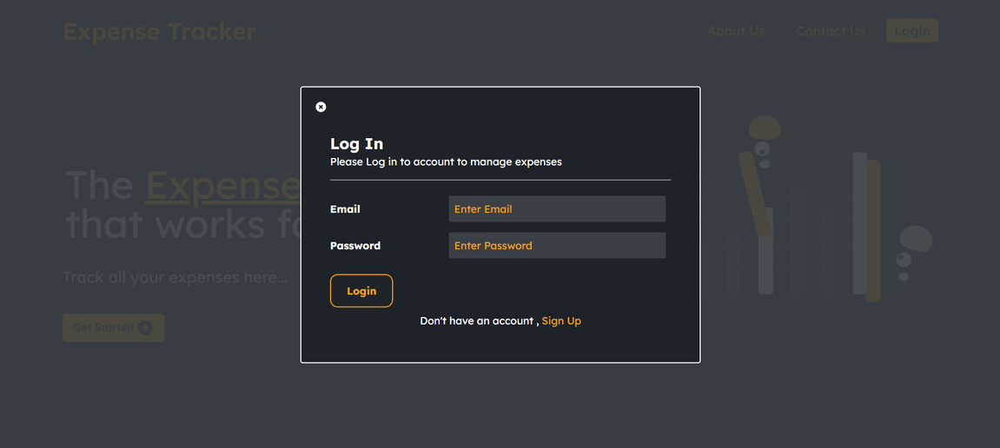 Expense Tracker
About Us
Contact Us
Login
The Expense
that works fo
Track all your expenses here...
Get Started
Log In
Please Log in to account to manage expenses
Email
Enter Email
Password
Enter Password
Login
Don't have an account , Sign Up